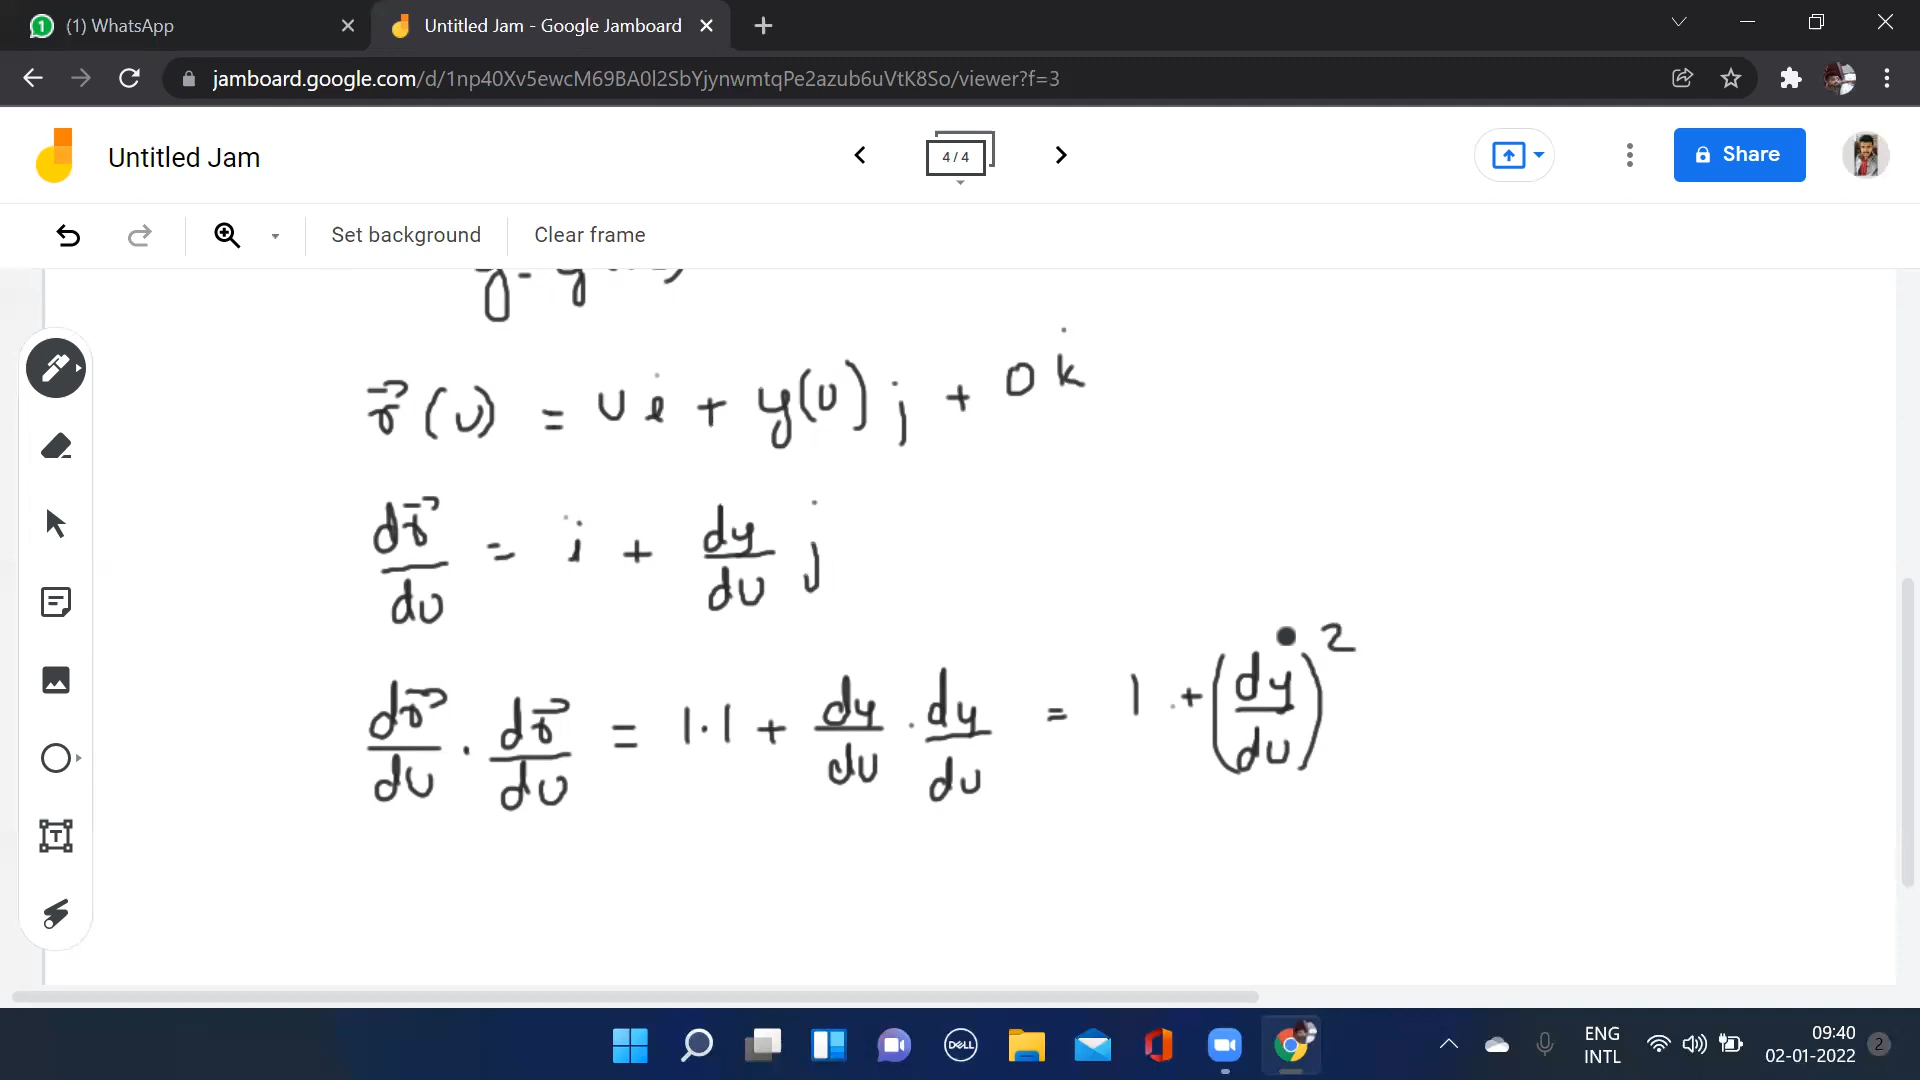 (1) WhatsApp
Untitled Jam - Google Jamboard
jamboard.google.com/d/1np40Xv5ewcM69BA0l2SbYjynwmtqPe2azub6uVtK8So/viewer?f=3
Untitled Jam
4 / 4
Share
Set background
Clear frame
r⃗(u) = u i + y(u) j + 0 k
dr⃗/du = i + dy/du j
dr⃗/du · dr⃗/du = 1·1 + dy/du · dy/du = 1 + (dy/du)²
T
DELL
ENG
INTL
09:40
02-01-2022
2